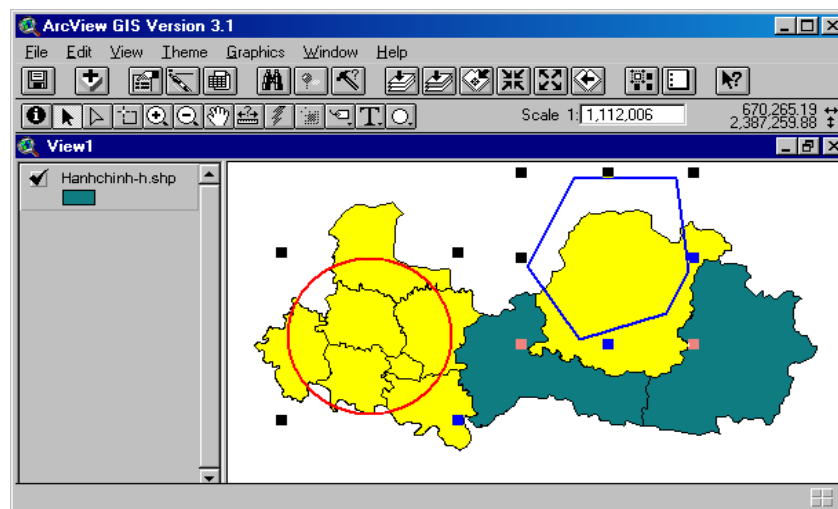 ArcView GIS Version 3.1
File Edit View Theme Graphics Window Help
T Scale 1: 1,112,006 670,265.19
2,387,259.88
View1
Hanhchinh-h.shp